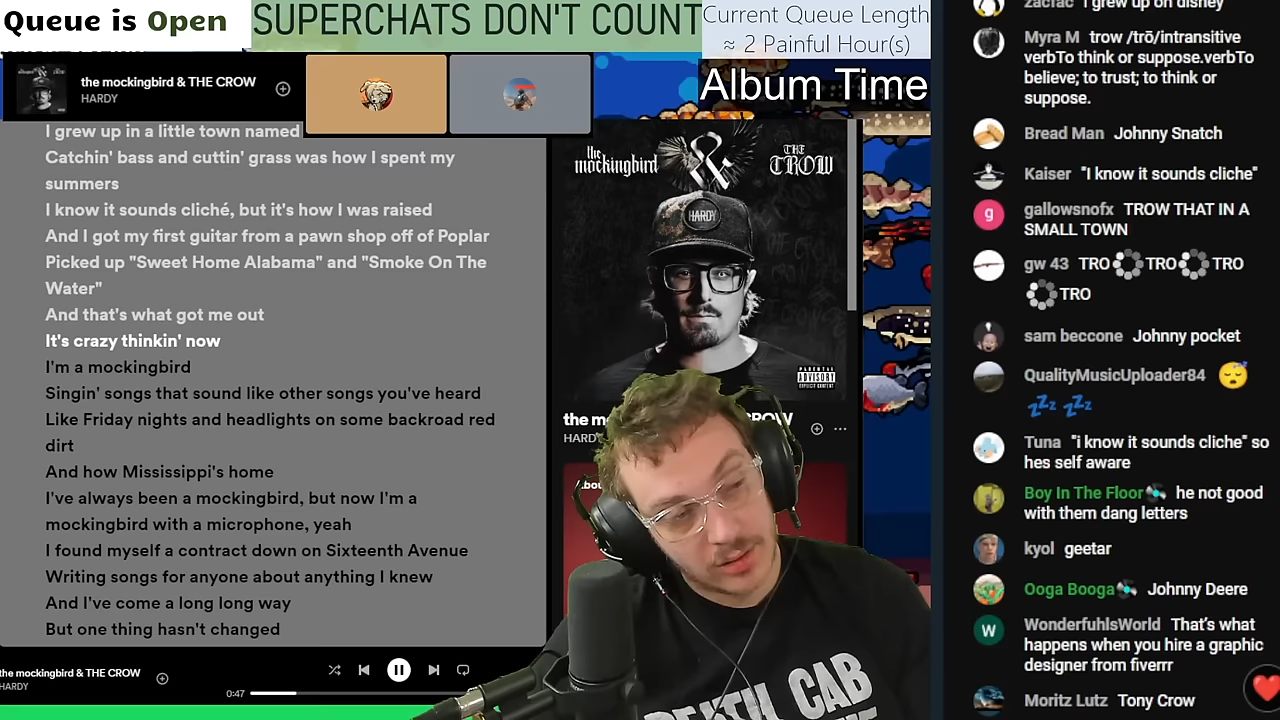 Queue is Open
SUPERCHATS DON'T COUNT
Current Queue Length
≈ 2 Painful Hour(s)
Album Time
the mockingbird & THE CROW
HARDY
I grew up in a little town named
Catchin' bass and cuttin' grass was how I spent my
summers
I know it sounds cliché, but it's how I was raised
And I got my first guitar from a pawn shop off of Poplar
Picked up "Sweet Home Alabama" and "Smoke On The
Water"
And that's what got me out
It's crazy thinkin' now
I'm a mockingbird
Singin' songs that sound like other songs you've heard
Like Friday nights and headlights on some backroad red
dirt
And how Mississippi's home
I've always been a mockingbird, but now I'm a
mockingbird with a microphone, yeah
I found myself a contract down on Sixteenth Avenue
Writing songs for anyone about anything I knew
And I've come a long long way
But one thing hasn't changed
the mockingbird & THE CROW
HARDY
0:47
the
mockingbird
&
THE
CROW
HARDY
PARENTAL
ADVISORY
EXPLICIT CONTENT
the m
CROW
HARD
DEATH CAB
zacfac I grew up on disney
Myra M trow /trō/intransitive
verbTo think or suppose.verbTo
believe; to trust; to think or
suppose.
Bread Man Johnny Snatch
Kaiser "I know it sounds cliche"
gallowsnofx TROW THAT IN A
SMALL TOWN
gw 43 TRO TRO TRO
TRO
sam beccone Johnny pocket
QualityMusicUploader84 😴
💤 💤
Tuna "i know it sounds cliche" so
hes self aware
Boy In The Floor he not good
with them dang letters
kyol geetar
Ooga Booga Johnny Deere
WonderfuhlsWorld That's what
happens when you hire a graphic
designer from fiverrr
Moritz Lutz Tony Crow
g
W